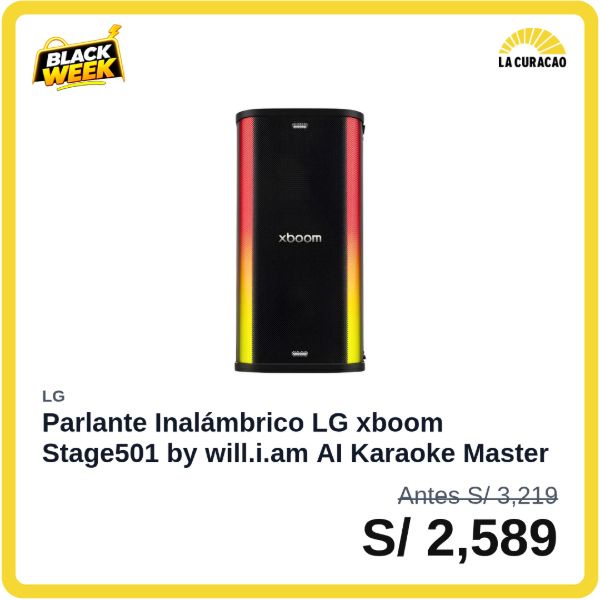 BLACK
WEEK
LA CURACAO
xboom
LG
Parlante Inalámbrico LG xboom
Stage501 by will.i.am AI Karaoke Master
Antes S/ 3,219
S/ 2,589